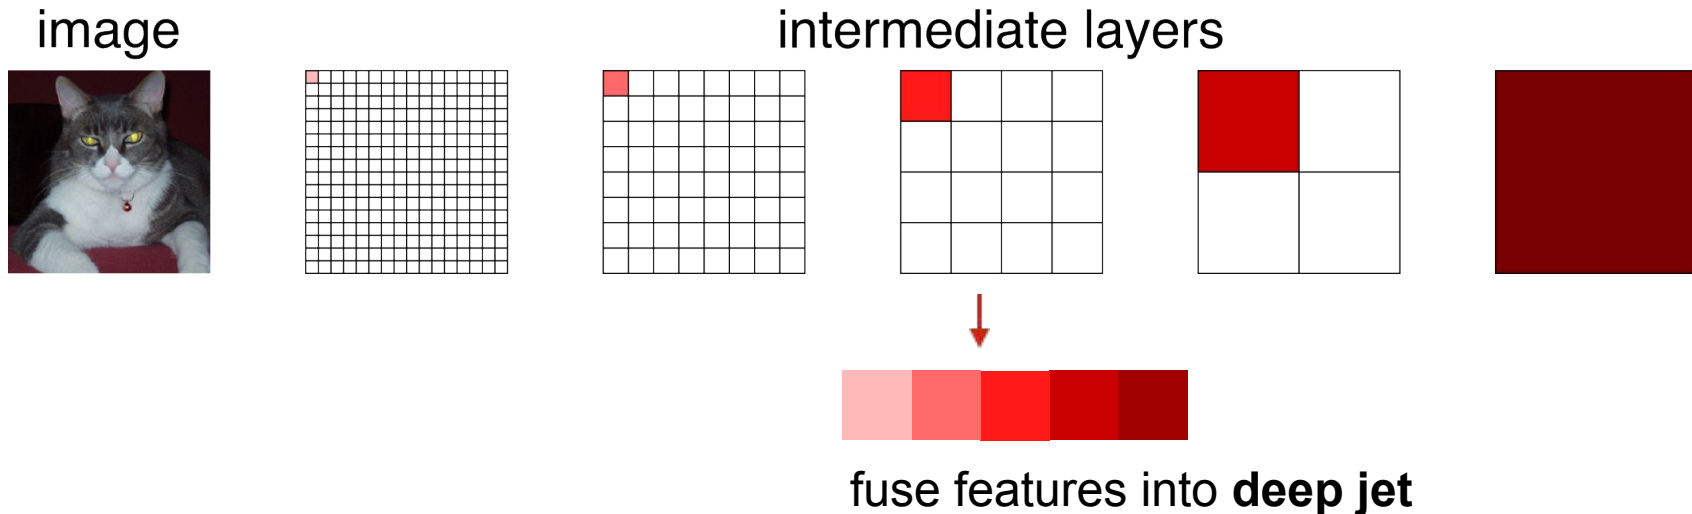 image
intermediate layers
fuse features into deep jet